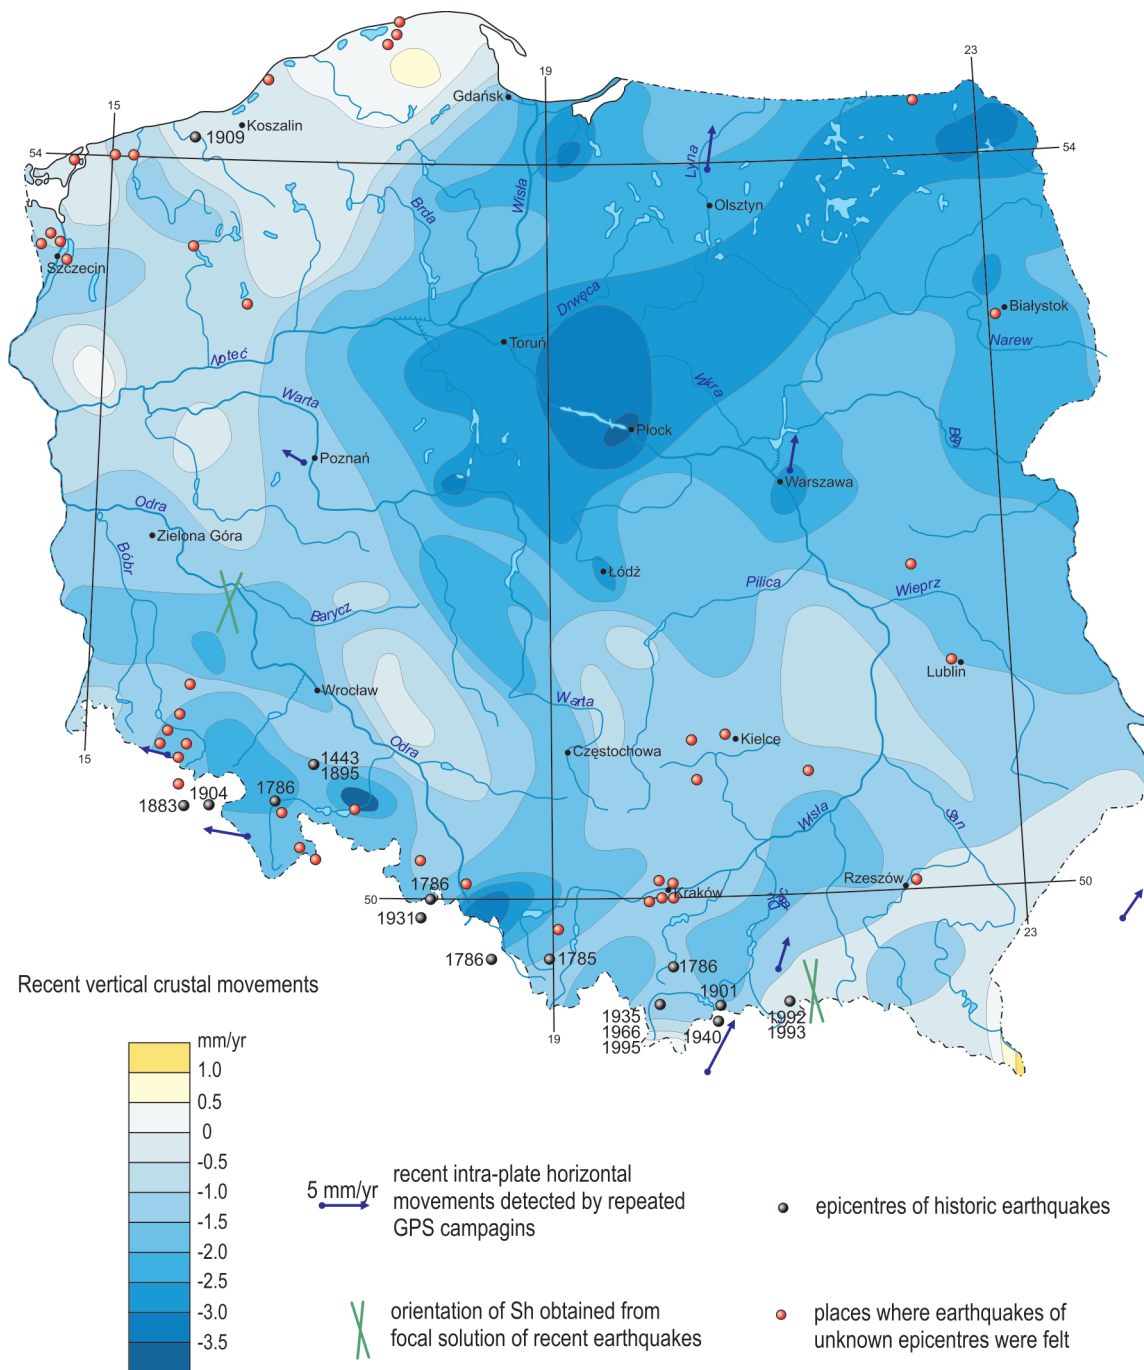 23
19
15
Gdańsk
Koszalin
1909
54
54
Łyna
Wisła
Brda
Olsztyn
Szczecin
Drwęca
Białystok
Narew
Toruń
Noteć
Wkra
Warta
Płock
Bug
Poznań
Warszawa
Odra
Zielona Góra
Bóbr
Łódź
Pilica
Wieprz
Barycz
Lublin
Wrocław
Warta
Odra
Częstochowa
Kielce
15
1443
1895
1786
1904
1883
Wisła
San
Rzeszów
50
1786
Kraków
50
1931
23
1786
1785
1786
1901
1935
1966
1995
1940
1992
1993
19
Recent vertical crustal movements
mm/yr
1.0
0.5
0
-0.5
-1.0
-1.5
-2.0
-2.5
-3.0
-3.5
5 mm/yr
recent intra-plate horizontal
movements detected by repeated
GPS campagins
epicentres of historic earthquakes
orientation of Sh obtained from
focal solution of recent earthquakes
places where earthquakes of
unknown epicentres were felt